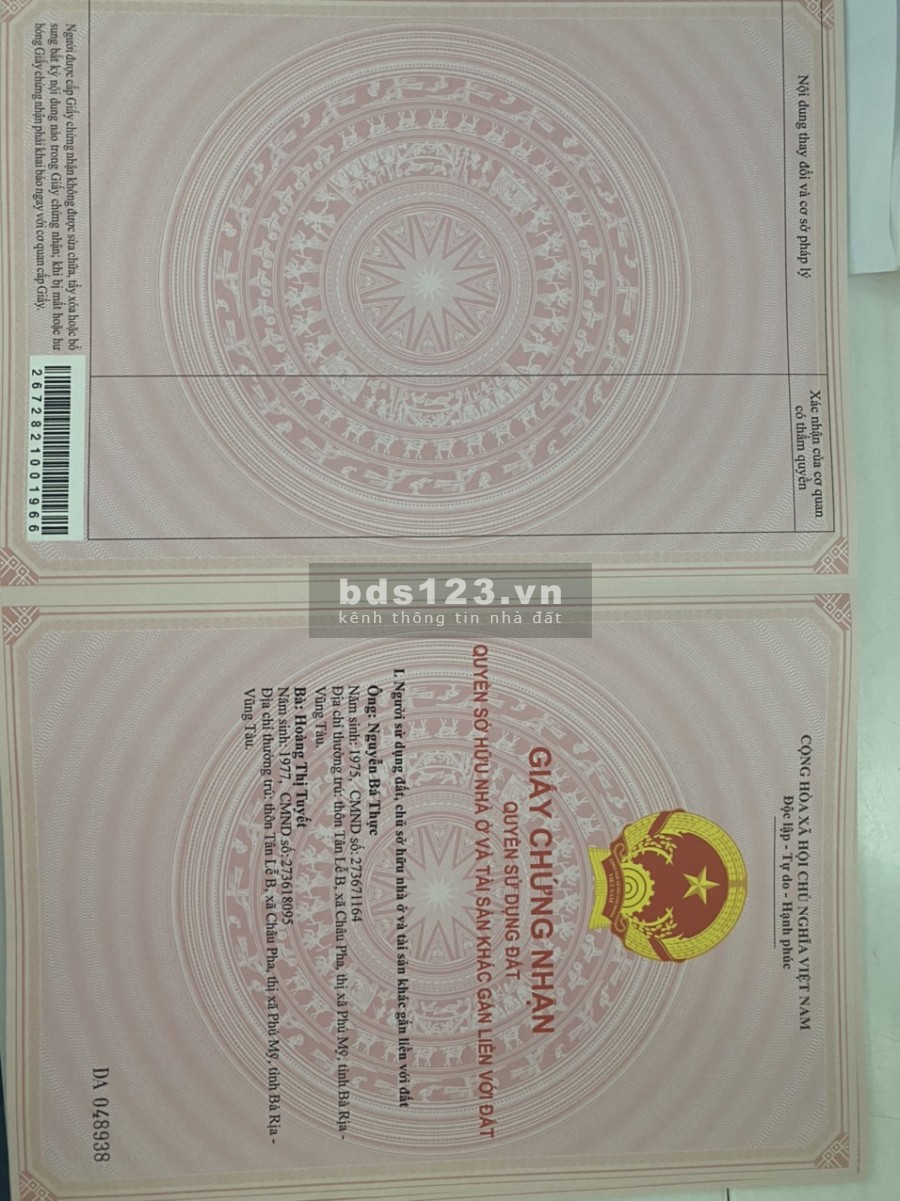 Nội dung thay đổi và cơ sở pháp lý
Xác nhận của cơ quan
có thẩm quyền
Người được cấp Giấy chứng nhận không được sửa chữa, tẩy xóa hoặc bổ
sung bất kỳ nội dung nào trong Giấy chứng nhận; khi bị mất hoặc hư
hỏng Giấy chứng nhận phải khai báo ngay với cơ quan cấp Giấy.
2672821001966
bds123.vn
kênh thông tin nhà đất
CỘNG HÒA XÃ HỘI CHỦ NGHĨA VIỆT NAM
Độc lập - Tự do - Hạnh phúc
GIẤY CHỨNG NHẬN
QUYỀN SỬ DỤNG ĐẤT
QUYỀN SỞ HỮU NHÀ Ở VÀ TÀI SẢN KHÁC GẮN LIỀN VỚI ĐẤT
I. Người sử dụng đất, chủ sở hữu nhà ở và tài sản khác gắn liền với đất
Ông: Nguyễn Bá Thực
Năm sinh: 1975, CMND số: 273671164
Địa chỉ thường trú: thôn Tân Lễ B, xã Châu Pha, thị xã Phú Mỹ, tỉnh Bà Rịa -
Vũng Tàu.
Bà: Hoàng Thị Tuyết
Năm sinh: 1977, CMND số: 273618095
Địa chỉ thường trú: thôn Tân Lễ B, xã Châu Pha, thị xã Phú Mỹ, tỉnh Bà Rịa -
Vũng Tàu.
DA 048938